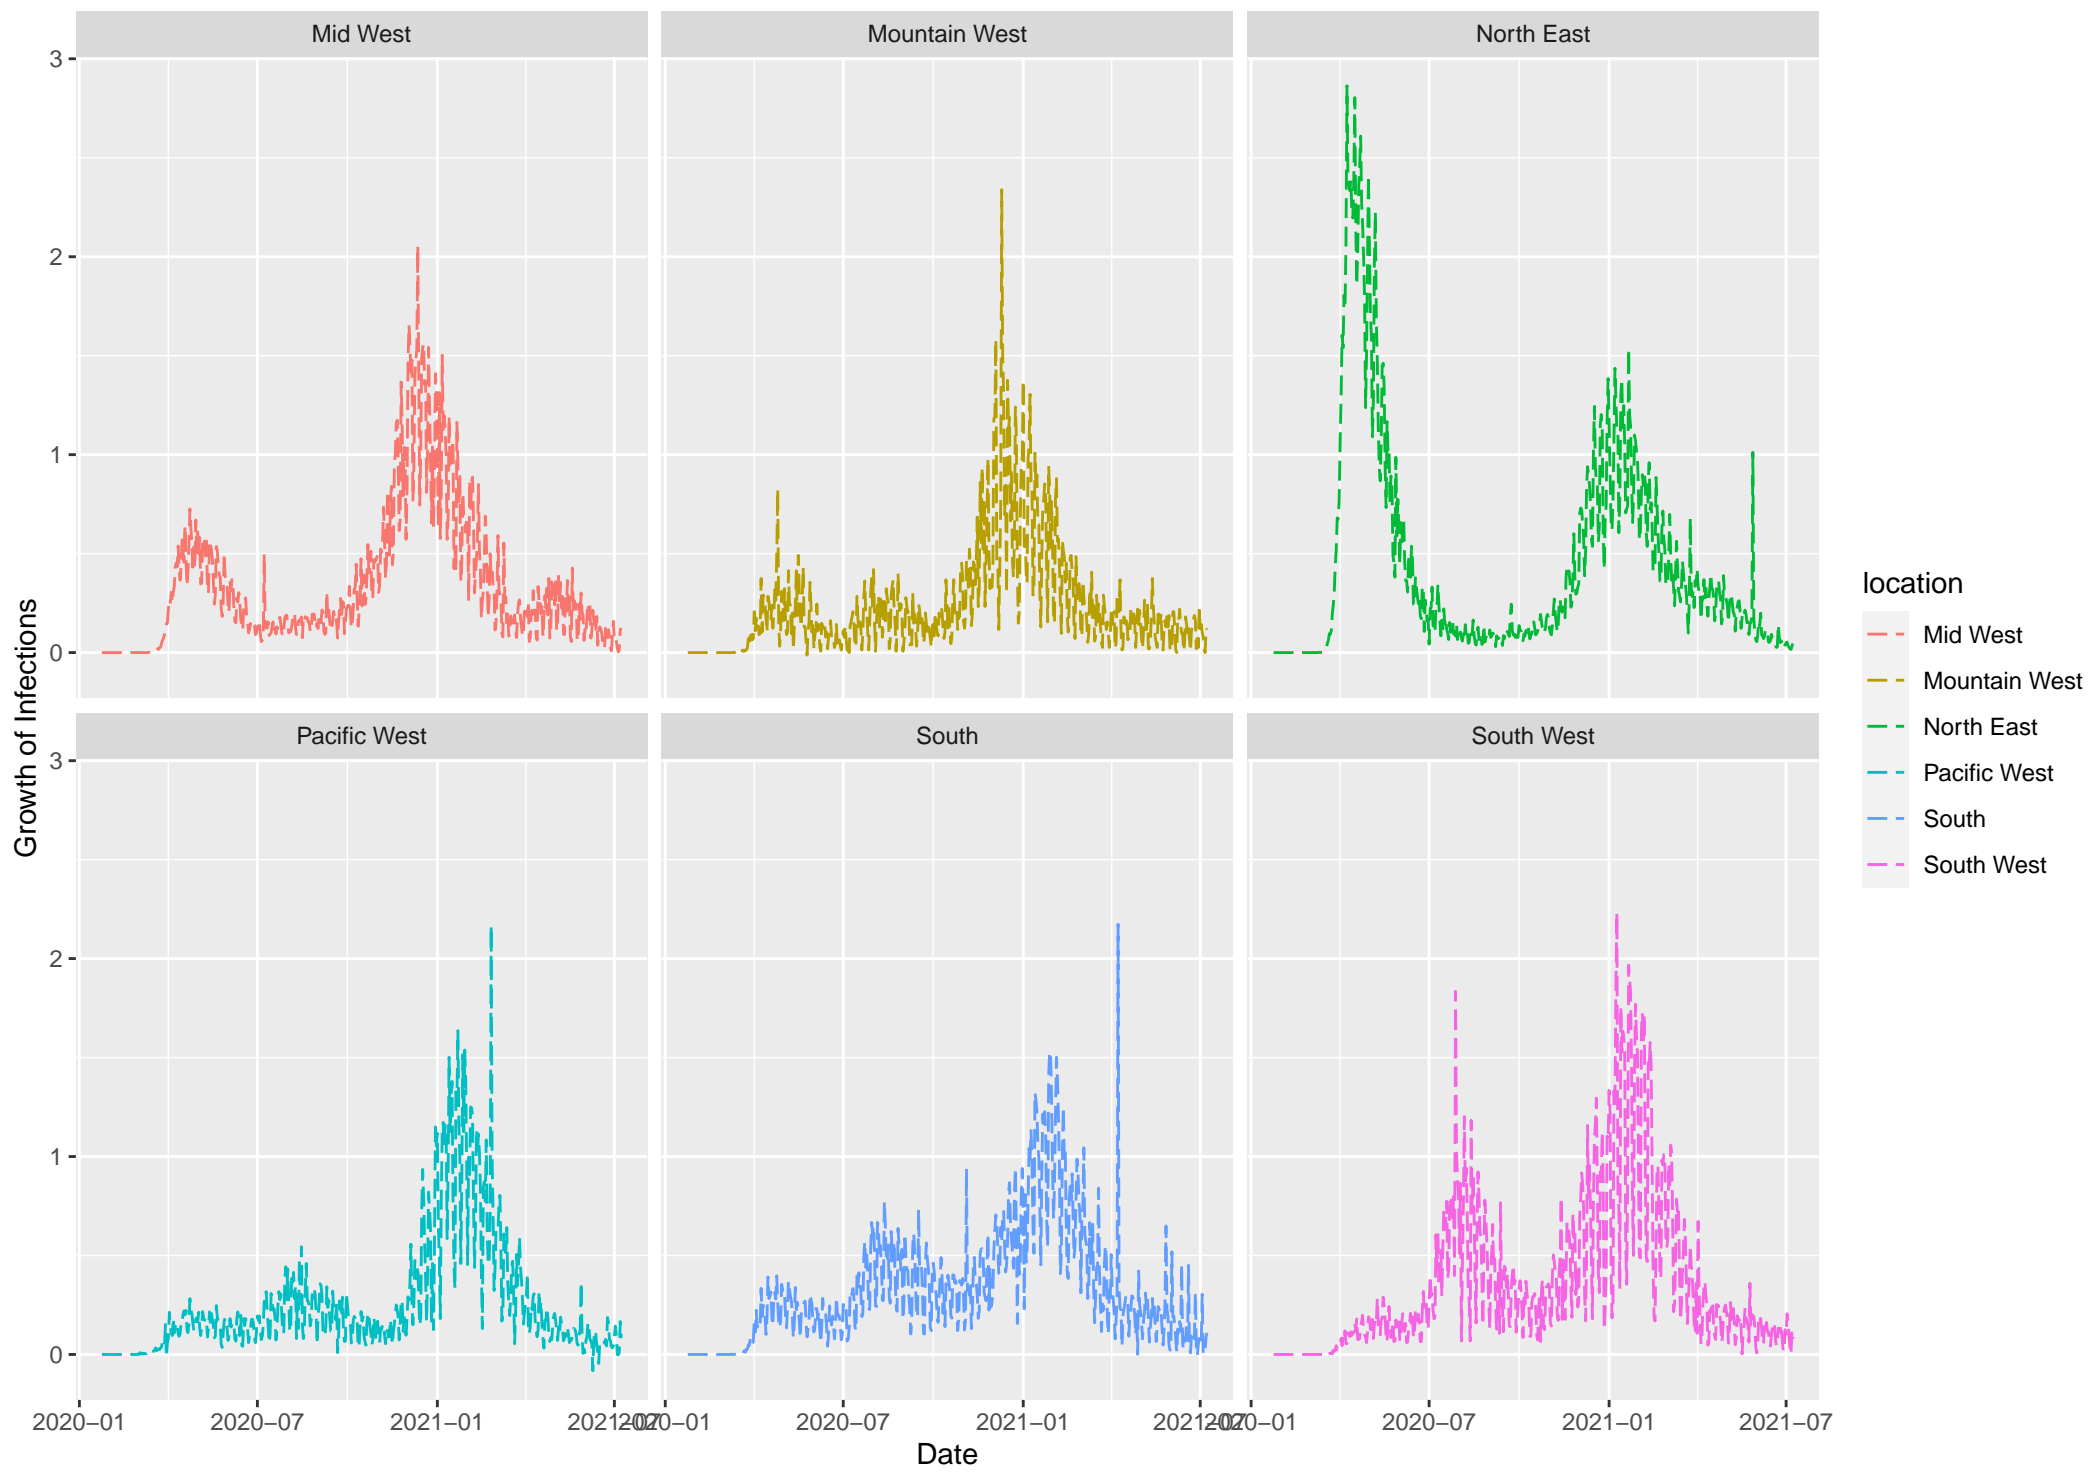 Mid West
Mountain West
North East
3
2
1
0
Growth of Infections
Pacific West
South
South West
3
2
1
0
2020–01
2020–07
2021–01
2021–07
2020–01
2020–07
2021–01
2021–07
2020–01
2020–07
2021–01
2021–07
Date
location
Mid West
Mountain West
North East
Pacific West
South
South West